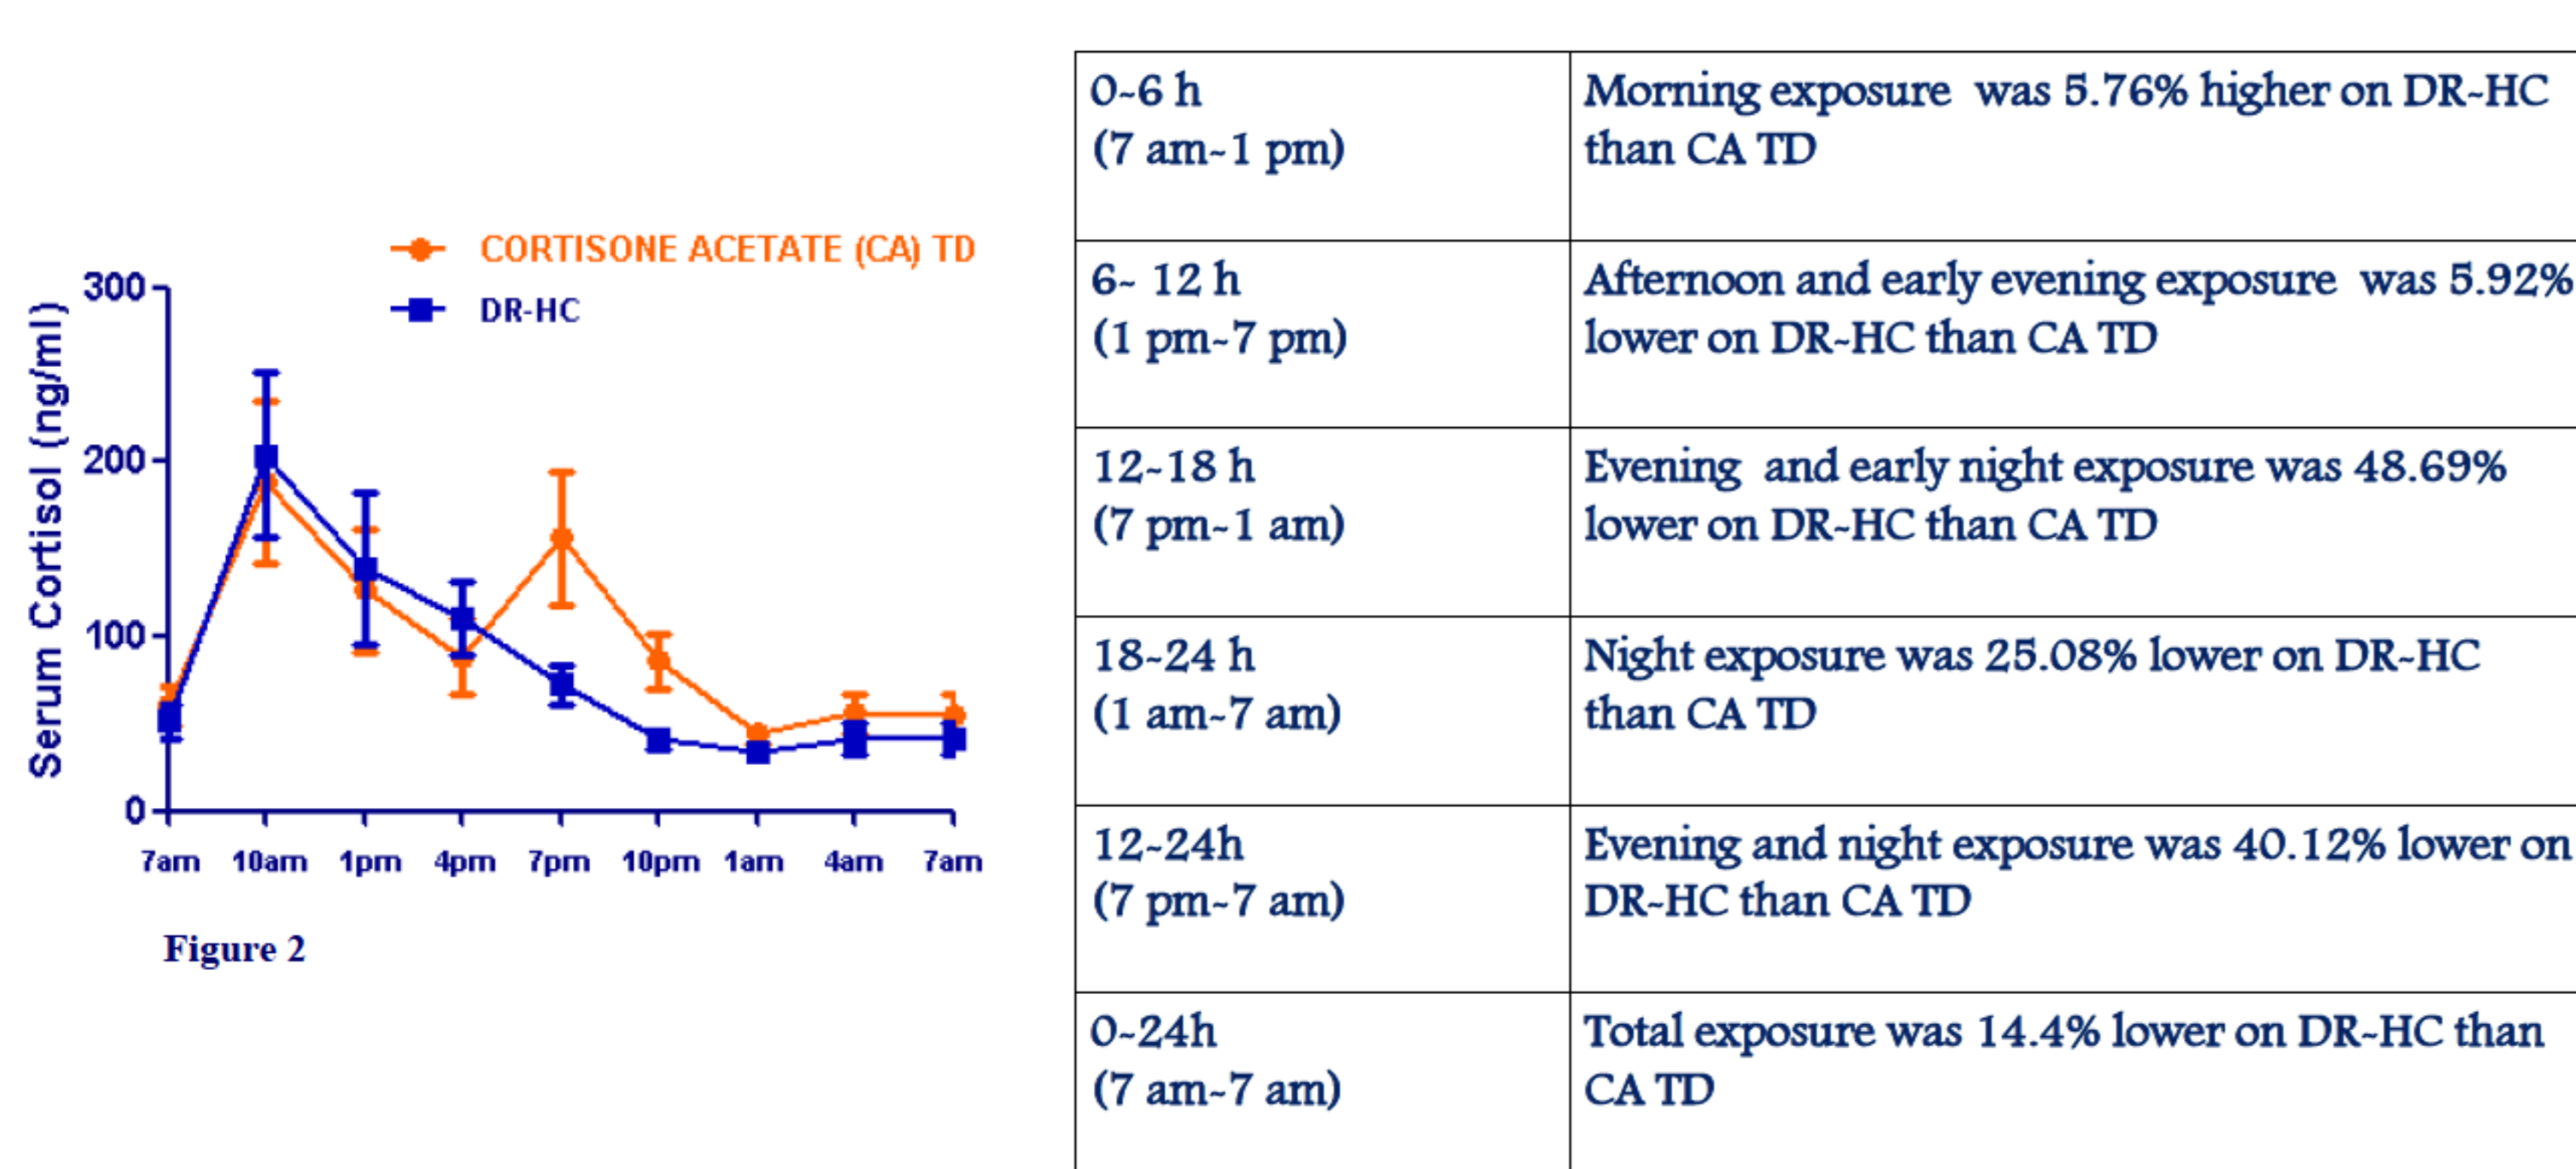 CORTISONE ACETATE (CA) TD
DR-HC
Serum Cortisol (ng/ml)
300
200
100
0
7am 10am 1pm 4pm 7pm 10pm 1am 4am 7am
Figure 2
0-6 h
(7 am-1 pm)
Morning exposure was 5.76% higher on DR-HC
than CA TD
6- 12 h
(1 pm-7 pm)
Afternoon and early evening exposure was 5.92%
lower on DR-HC than CA TD
12-18 h
(7 pm-1 am)
Evening and early night exposure was 48.69%
lower on DR-HC than CA TD
18-24 h
(1 am-7 am)
Night exposure was 25.08% lower on DR-HC
than CA TD
12-24h
(7 pm-7 am)
Evening and night exposure was 40.12% lower on
DR-HC than CA TD
0-24h
(7 am-7 am)
Total exposure was 14.4% lower on DR-HC than
CA TD